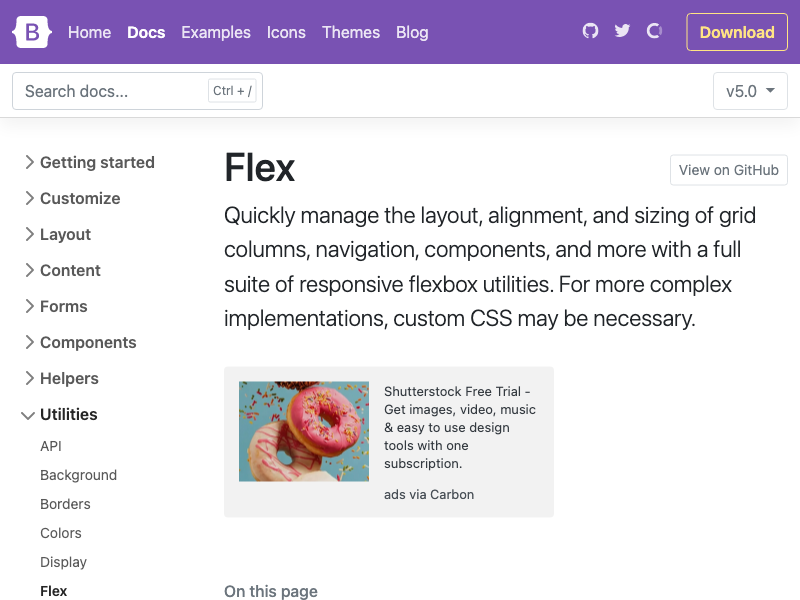 B Home Docs Examples Icons Themes Blog Download
Search docs... Ctrl + / v5.0
Getting started
Customize
Layout
Content
Forms
Components
Helpers
Utilities
API
Background
Borders
Colors
Display
Flex
Flex
View on GitHub
Quickly manage the layout, alignment, and sizing of grid
columns, navigation, components, and more with a full
suite of responsive flexbox utilities. For more complex
implementations, custom CSS may be necessary.
Shutterstock Free Trial -
Get images, video, music
& easy to use design
tools with one
subscription.
ads via Carbon
On this page